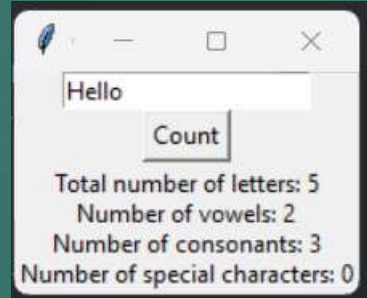 Hello
Count
Total number of letters: 5
Number of vowels: 2
Number of consonants: 3
Number of special characters: 0